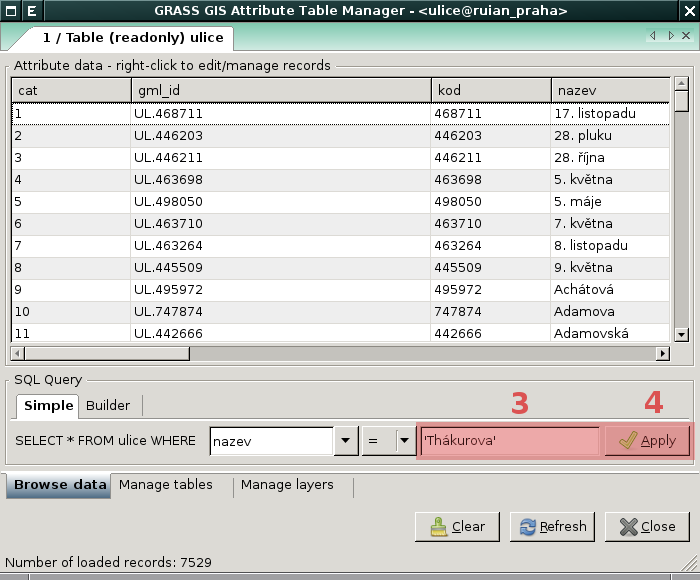 E GRASS GIS Attribute Table Manager - <ulice@ruian_praha>
1 / Table (readonly) ulice
Attribute data - right-click to edit/manage records
cat gml_id kod nazev
1 UL.468711 468711 17. listopadu
2 UL.446203 446203 28. pluku
3 UL.446211 446211 28. října
4 UL.463698 463698 5. května
5 UL.498050 498050 5. máje
6 UL.463710 463710 7. května
7 UL.463264 463264 8. listopadu
8 UL.445509 445509 9. května
9 UL.495972 495972 Achátová
10 UL.747874 747874 Adamova
11 UL.442666 442666 Adamovská
SQL Query
3 4
Simple Builder
SELECT * FROM ulice WHERE nazev = 'Thákurova' Apply
Browse data Manage tables Manage layers
Clear Refresh Close
Number of loaded records: 7529